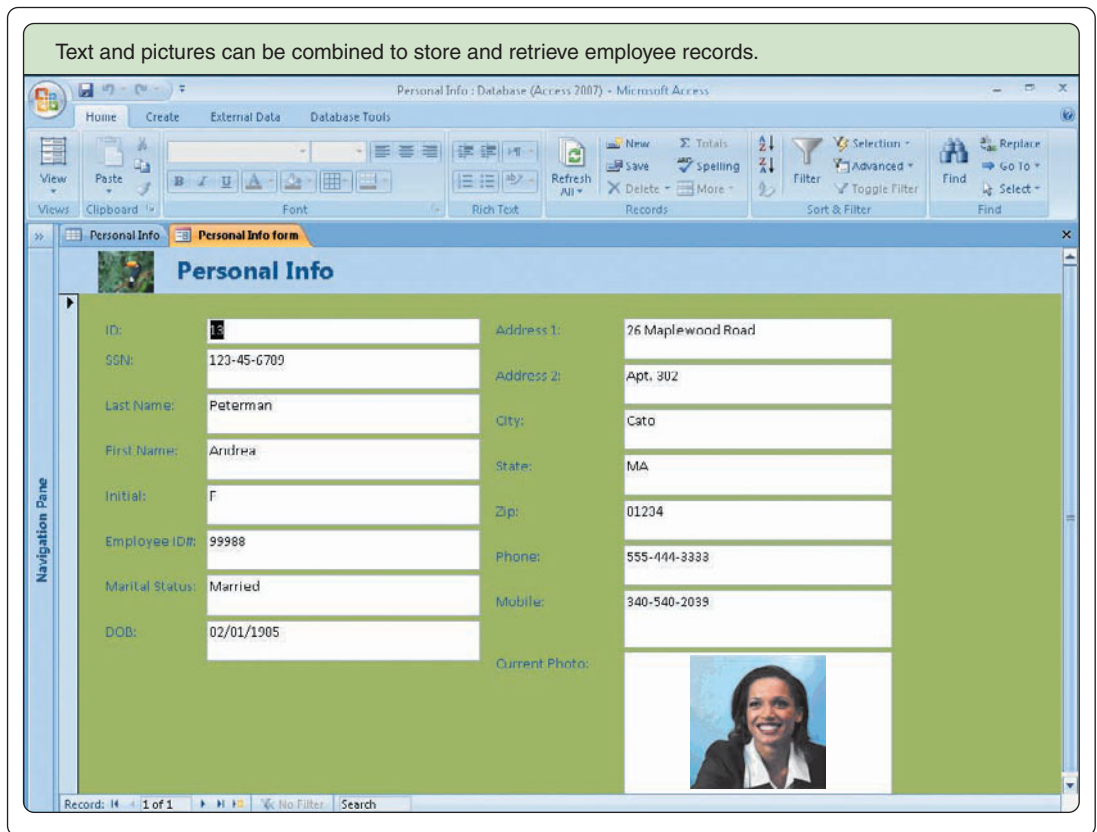 Text and pictures can be combined to store and retrieve employee records.
Personal Info : Database (Access 2007) - Microsoft Access
Home Create External Data Database Tools
View Paste B I U Refresh All New Save Delete Totals Spelling More Filter Selection Advanced Toggle Filter Find Replace Go To Select
Views Clipboard Font Rich Text Records Sort & Filter Find
Personal Info Personal Info form
Personal Info
Navigation Pane
ID: 13
SSN: 123-45-6789
Last Name: Peterman
First Name: Andrea
Initial: F
Employee ID#: 99988
Marital Status: Married
DOB: 02/01/1985
Address 1: 26 Maplewood Road
Address 2: Apt. 302
City: Cato
State: MA
Zip: 01234
Phone: 555-444-3333
Mobile: 340-540-2039
Current Photo:
Record: 1 of 1 No Filter Search